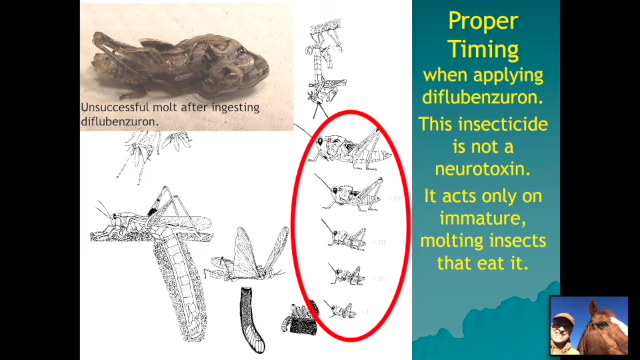 Unsuccessful molt after ingesting
diflubenzuron.
Proper
Timing
when applying
diflubenzuron.
This insecticide
is not a
neurotoxin.
It acts only on
immature,
molting insects
that eat it.